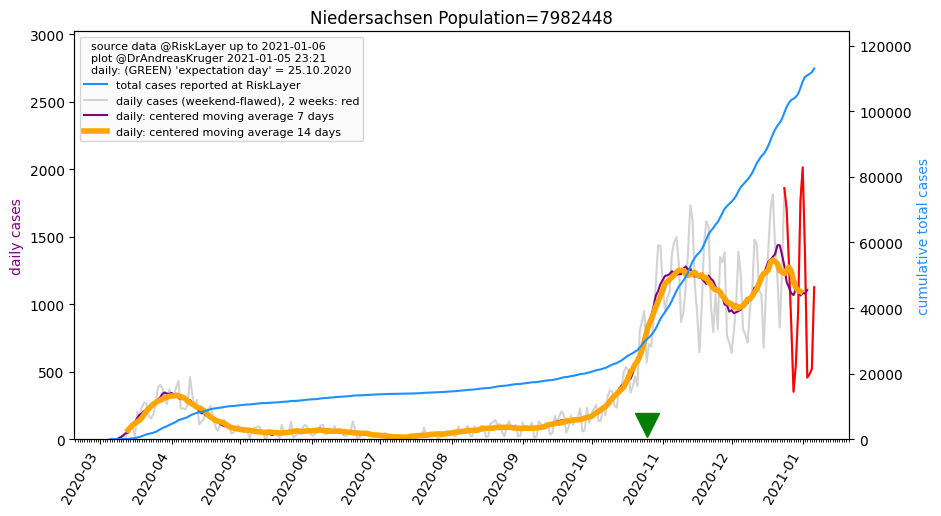 Niedersachsen Population=7982448
source data @RiskLayer up to 2021-01-06
plot @DrAndreasKruger 2021-01-05 23:21
daily: (GREEN) 'expectation day' = 25.10.2020
total cases reported at RiskLayer
daily cases (weekend-flawed), 2 weeks: red
daily: centered moving average 7 days
daily: centered moving average 14 days
daily cases
3000
2500
2000
1500
1000
500
0
cumulative total cases
120000
100000
80000
60000
40000
20000
0
2020-03
2020-04
2020-05
2020-06
2020-07
2020-08
2020-09
2020-10
2020-11
2020-12
2021-01